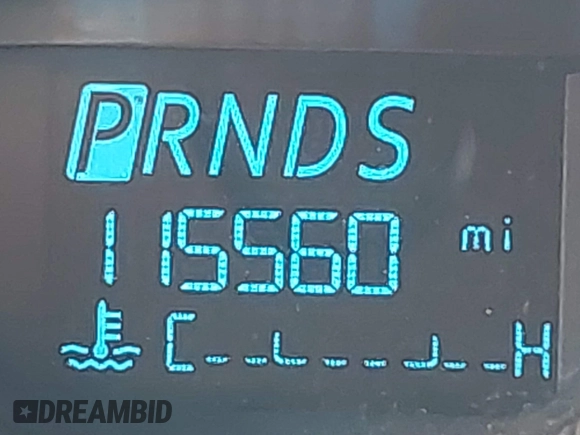 PRNDS
115560 mi
C H
DREAMBID